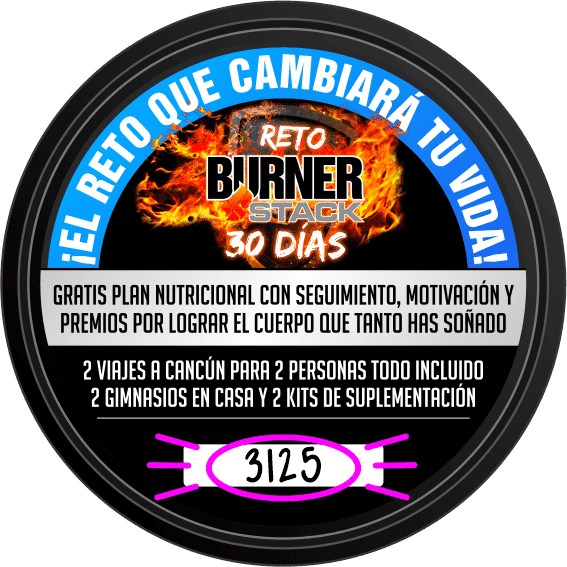 ¡EL RETO QUE CAMBIARÁ TU VIDA!
RETO
BURNER
STACK
30 DÍAS
GRATIS PLAN NUTRICIONAL CON SEGUIMIENTO, MOTIVACIÓN Y
PREMIOS POR LOGRAR EL CUERPO QUE TANTO HAS SOÑADO
2 VIAJES A CANCÚN PARA 2 PERSONAS TODO INCLUIDO
2 GIMNASIOS EN CASA Y 2 KITS DE SUPLEMENTACIÓN
3125